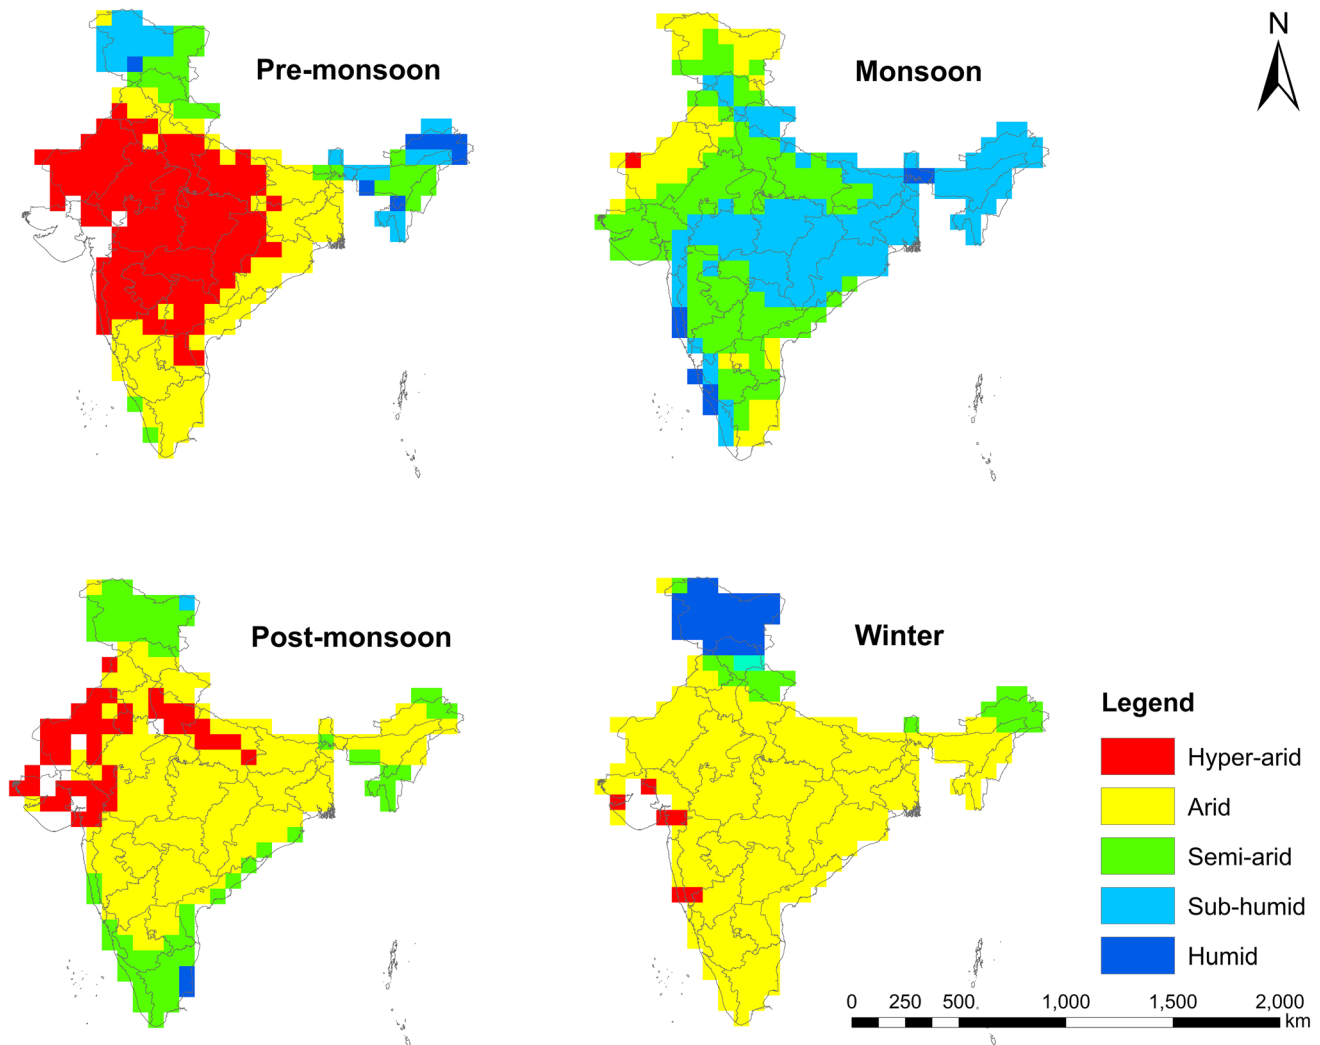 N
Pre-monsoon
Monsoon
Post-monsoon
Winter
Legend
Hyper-arid
Arid
Semi-arid
Sub-humid
Humid
0 250 500 1,000 1,500 2,000
km